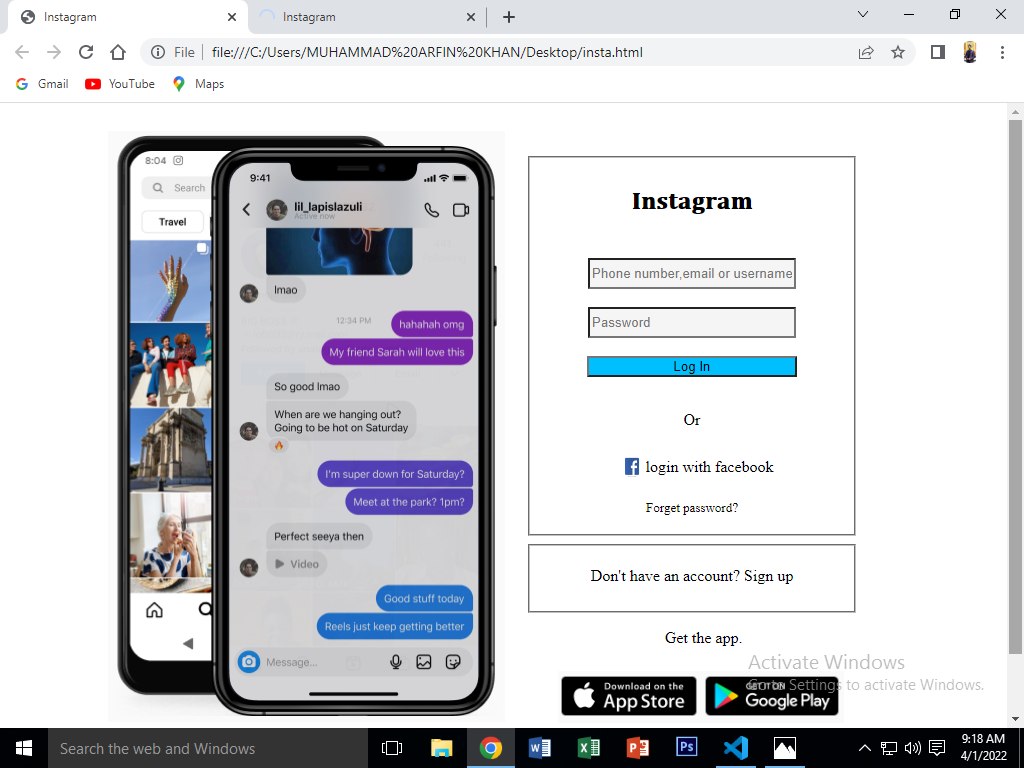 Instagram
Instagram
File
file:///C:/Users/MUHAMMAD%20ARFIN%20KHAN/Desktop/insta.html
Gmail
YouTube
Maps
8:04
Search
Travel
9:41
lil_lapislazuli
Active now
lmao
12:34 PM
hahahah omg
My friend Sarah will love this
So good lmao
When are we hanging out?
Going to be hot on Saturday
I'm super down for Saturday?
Meet at the park? 1pm?
Perfect seeya then
Video
Good stuff today
Reels just keep getting better
Message...
Instagram
Phone number,email or username
Password
Log In
Or
login with facebook
Forget password?
Don't have an account? Sign up
Get the app.
Download on the
App Store
GET IT ON
Google Play
Activate Windows
Go to Settings to activate Windows.
Search the web and Windows
9:18 AM
4/1/2022